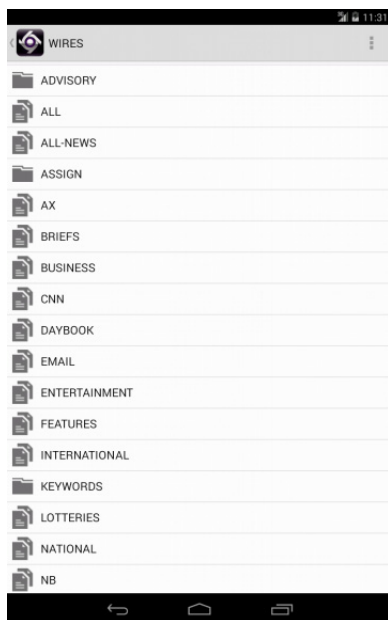 11:31
WIRES
ADVISORY
ALL
ALL-NEWS
ASSIGN
AX
BRIEFS
BUSINESS
CNN
DAYBOOK
EMAIL
ENTERTAINMENT
FEATURES
INTERNATIONAL
KEYWORDS
LOTTERIES
NATIONAL
NB